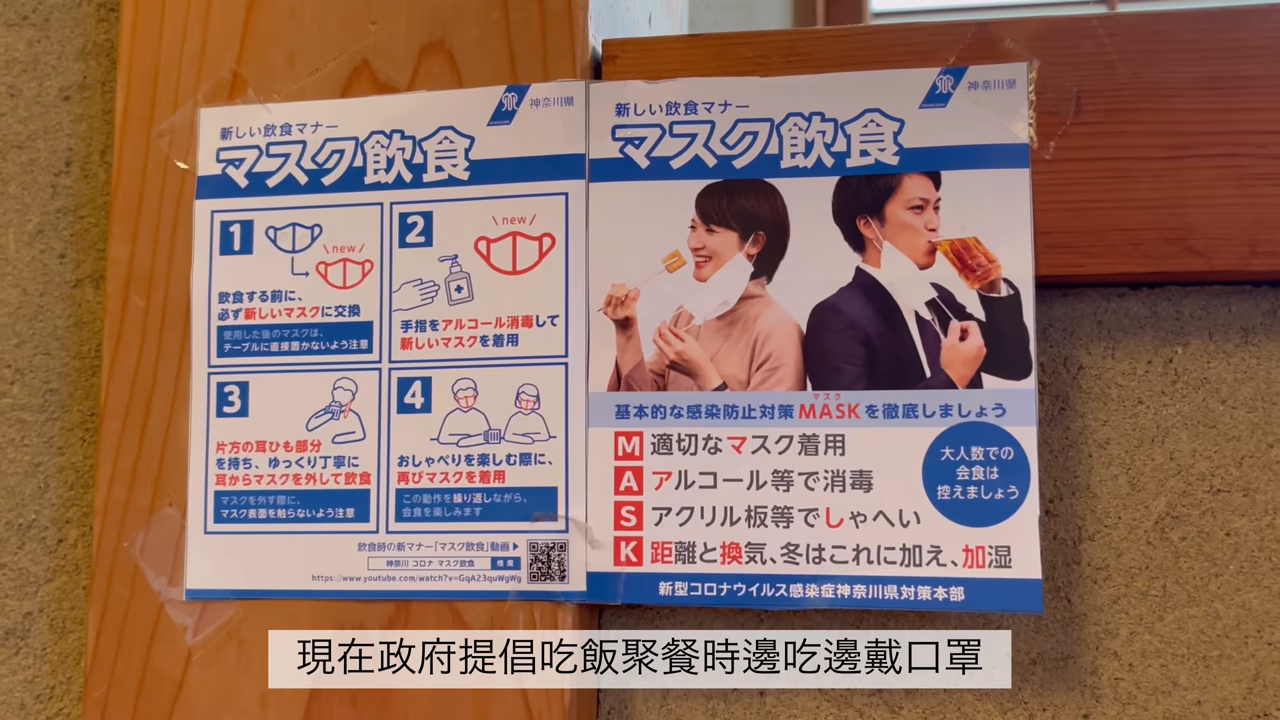 神奈川県
新しい飲食マナー
マスク飲食
1
new
飲食する前に、
必ず新しいマスクに交換
使用した後のマスクは、
テーブルに直接置かないよう注意
2
new
手指をアルコール消毒して
新しいマスクを着用
3
片方の耳ひも部分
を持ち、ゆっくり丁寧に
耳からマスクを外して飲食
マスクを外す際に、
マスク表面を触らないよう注意
4
おしゃべりを楽しむ際に、
再びマスクを着用
この動作を繰り返しながら、
会食を楽しみます
飲食時の新マナー「マスク飲食」動画▶
神奈川 コロナ マスク飲食 検索
https://www.youtube.com/watch?v=GqA23quWgWg
神奈川県
新しい飲食マナー
マスク飲食
マスク
基本的な感染防止対策MASKを徹底しましょう
M 適切なマスク着用
A アルコール等で消毒
S アクリル板等でしゃへい
K 距離と換気、冬はこれに加え、加湿
大人数での
会食は
控えましょう
新型コロナウイルス感染症神奈川県対策本部
現在政府提倡吃飯聚餐時邊吃邊戴口罩